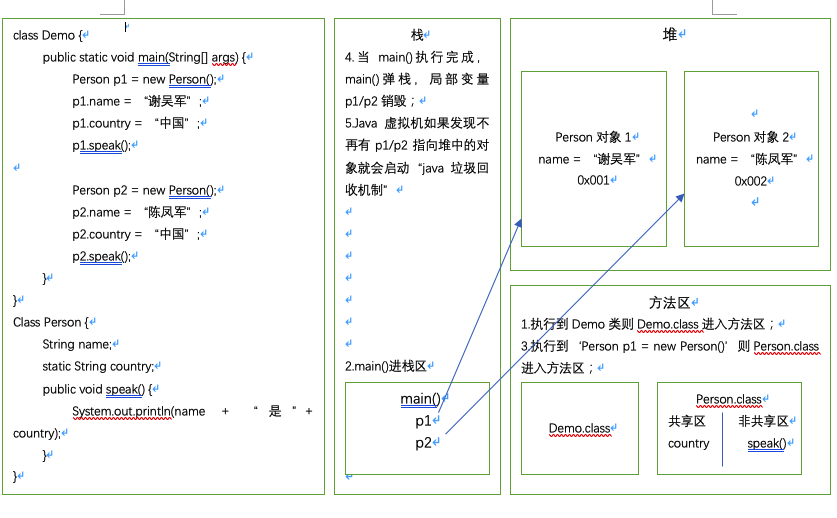 class Demo {
public static void main(String[] args) {
Person p1 = new Person();
p1.name = “谢吴军”;
p1.country = “中国”;
p1.speak();
Person p2 = new Person();
p2.name = “陈凤军”;
p2.country = “中国”;
p2.speak();
}
}
Class Person {
String name;
static String country;
public void speak() {
System.out.println(name + “是”+
country);
}
}
栈
4.当 main()执行完成，
main()弹栈，局部变量
p1/p2 销毁；
5.Java 虚拟机如果发现不
再有 p1/p2 指向堆中的对
象就会启动“java 垃圾回
收机制”
2.main()进栈区
main()
p1
p2
堆
Person 对象 1
name = “谢吴军”
0x001
Person 对象 2
name = “陈凤军”
0x002
方法区
1.执行到 Demo 类则 Demo.class 进入方法区；
3.执行到‘Person p1 = new Person()’则 Person.class
进入方法区；
Demo.class
Person.class
共享区 非共享区
country speak()